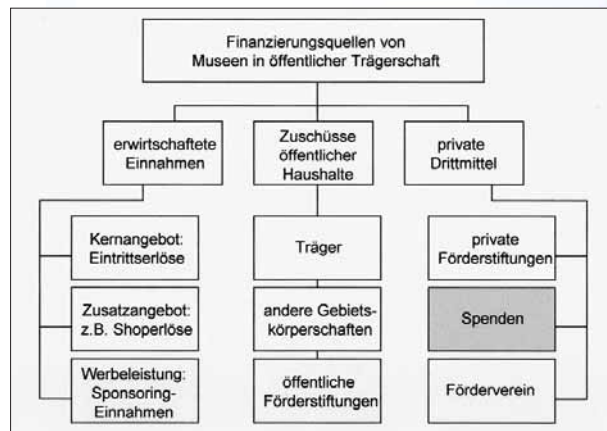 Finanzierungsquellen von
Museen in öffentlicher Trägerschaft
erwirtschaftete
Einnahmen
Zuschüsse
öffentlicher
Haushalte
private
Drittmittel
Kernangebot:
Eintrittserlöse
Träger
private
Förderstiftungen
Zusatzangebot:
z.B. Shoperlöse
andere Gebiets-
körperschaften
Spenden
Werbeleistung:
Sponsoring-
Einnahmen
öffentliche
Förderstiftungen
Förderverein